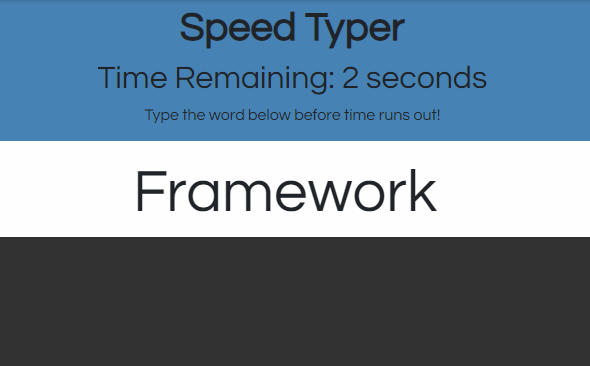 Speed Typer
Time Remaining: 2 seconds
Type the word below before time runs out!
Framework